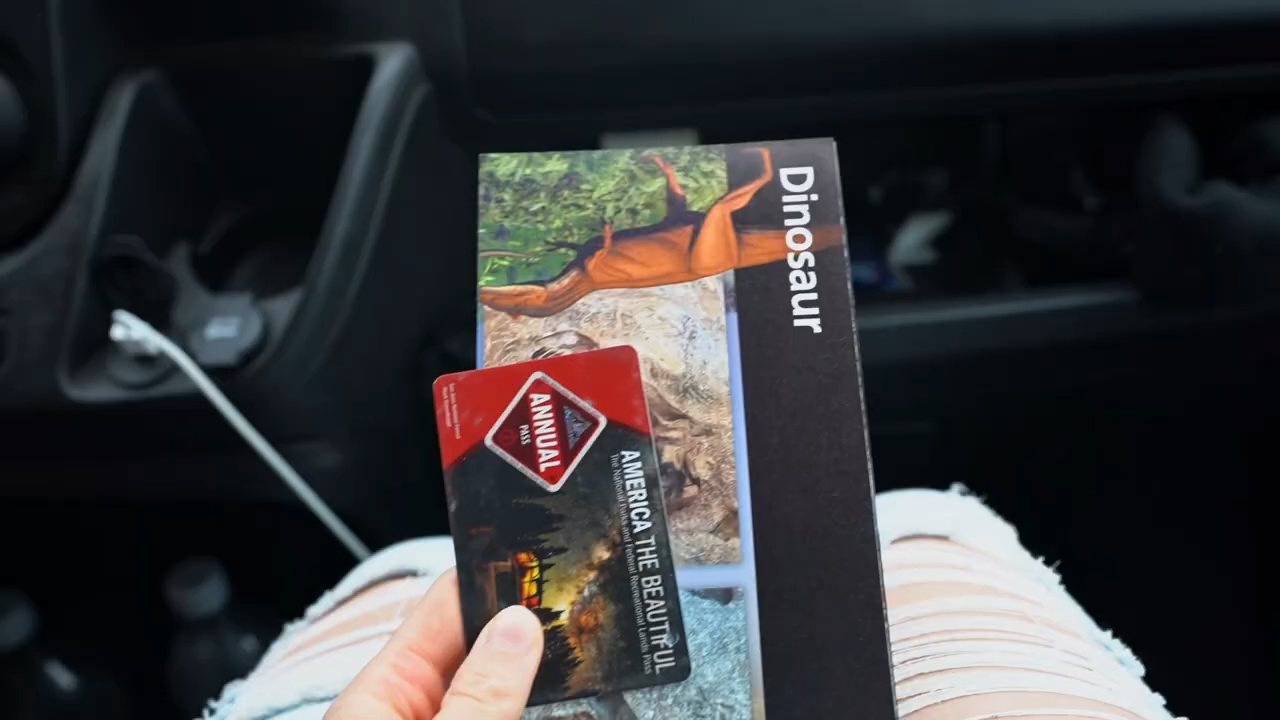 Dinosaur
ANNUAL
PASS
AMERICA THE BEAUTIFUL
The National Parks and Federal Recreational Lands Pass